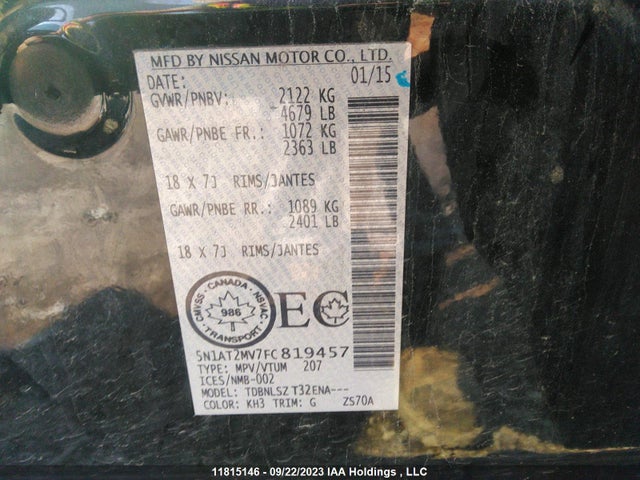 MFD BY NISSAN MOTOR CO., LTD.
DATE: 01/15
GVWR/PNBV: 2122 KG
4679 LB
GAWR/PNBE FR.: 1072 KG
2363 LB
18 X 7J RIMS/JANTES
GAWR/PNBE RR.: 1089 KG
2401 LB
18 X 7J RIMS/JANTES
CANADA
CMVSS NSVAC
986
TRANSPORT
EC
5N1AT2MV7FC819457
TYPE: MPV/VTUM 207
ICES/NMB-002
MODEL: TDBNLSZ T32ENA---
COLOR: KH3 TRIM: G ZS70A
11815146 - 09/22/2023 IAA Holdings , LLC